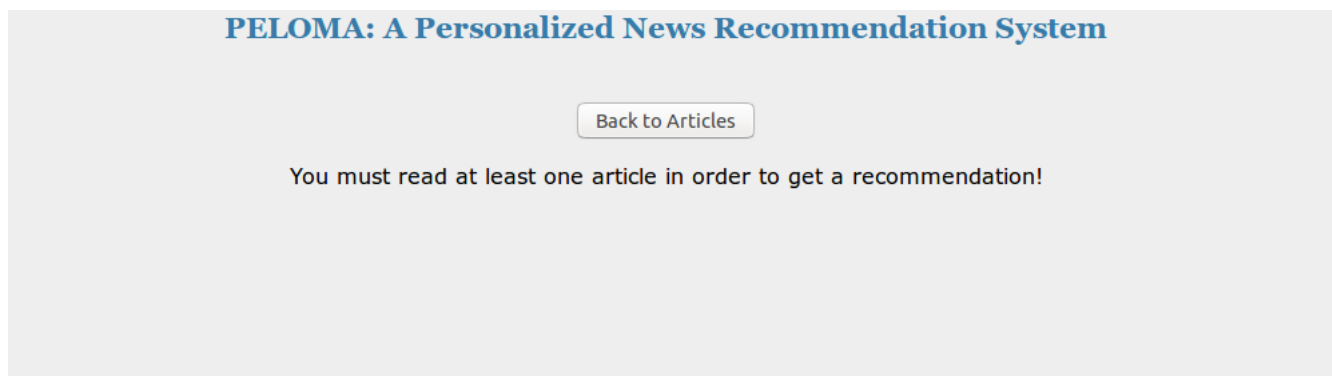 PELOMA: A Personalized News Recommendation System
Back to Articles
You must read at least one article in order to get a recommendation!